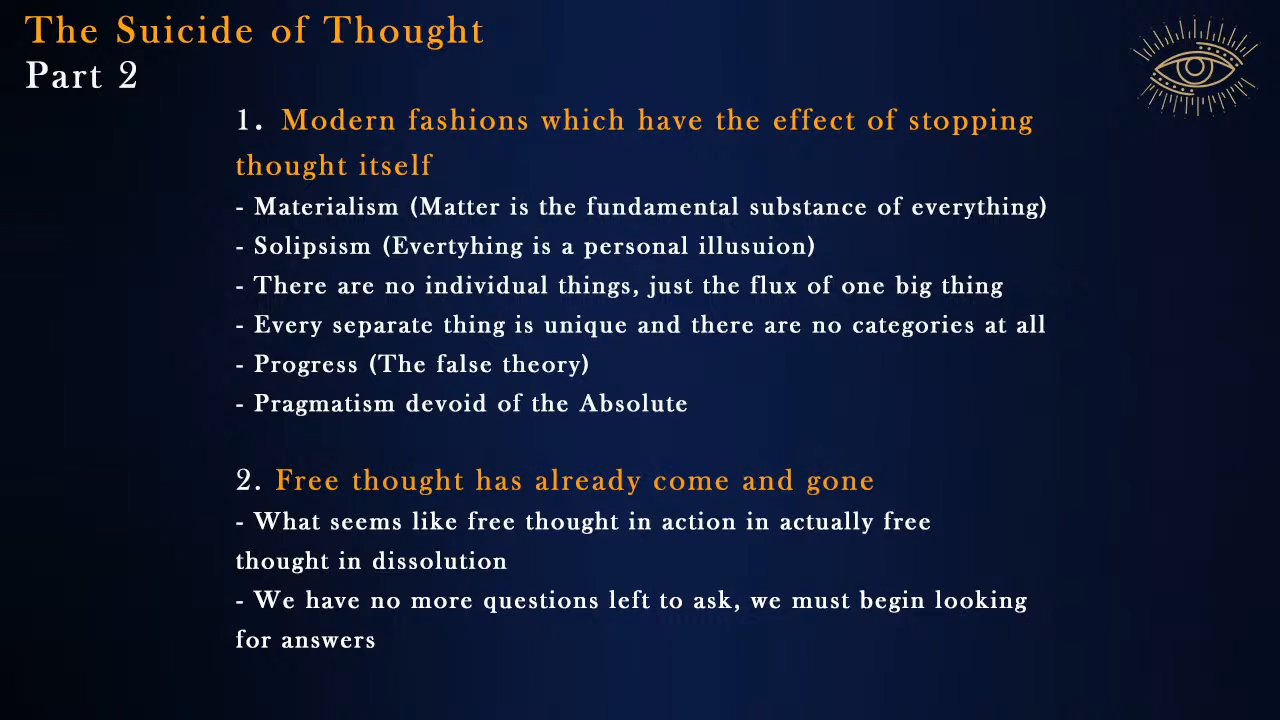 The Suicide of Thought
Part 2
1. Modern fashions which have the effect of stopping
thought itself
- Materialism (Matter is the fundamental substance of everything)
- Solipsism (Evertyhing is a personal illusuion)
- There are no individual things, just the flux of one big thing
- Every separate thing is unique and there are no categories at all
- Progress (The false theory)
- Pragmatism devoid of the Absolute
2. Free thought has already come and gone
- What seems like free thought in action in actually free
thought in dissolution
- We have no more questions left to ask, we must begin looking
for answers